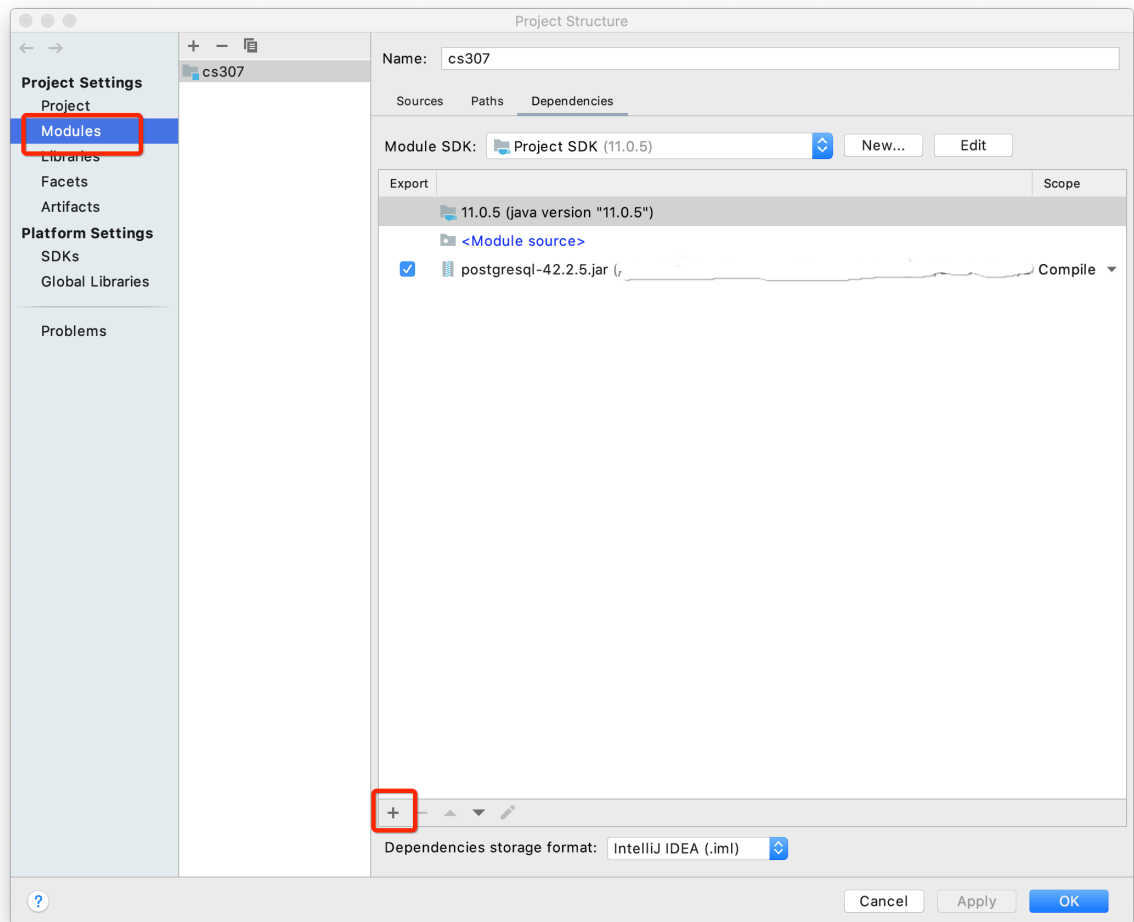 Project Structure
Project Settings
Project
Modules
Libraries
Facets
Artifacts
Platform Settings
SDKs
Global Libraries
Problems
cs307
Name: cs307
Sources Paths Dependencies
Module SDK: Project SDK (11.0.5) New... Edit
Export Scope
11.0.5 (java version "11.0.5")
<Module source>
postgresql-42.2.5.jar ( ) Compile
Dependencies storage format: IntelliJ IDEA (.iml)
? Cancel Apply OK